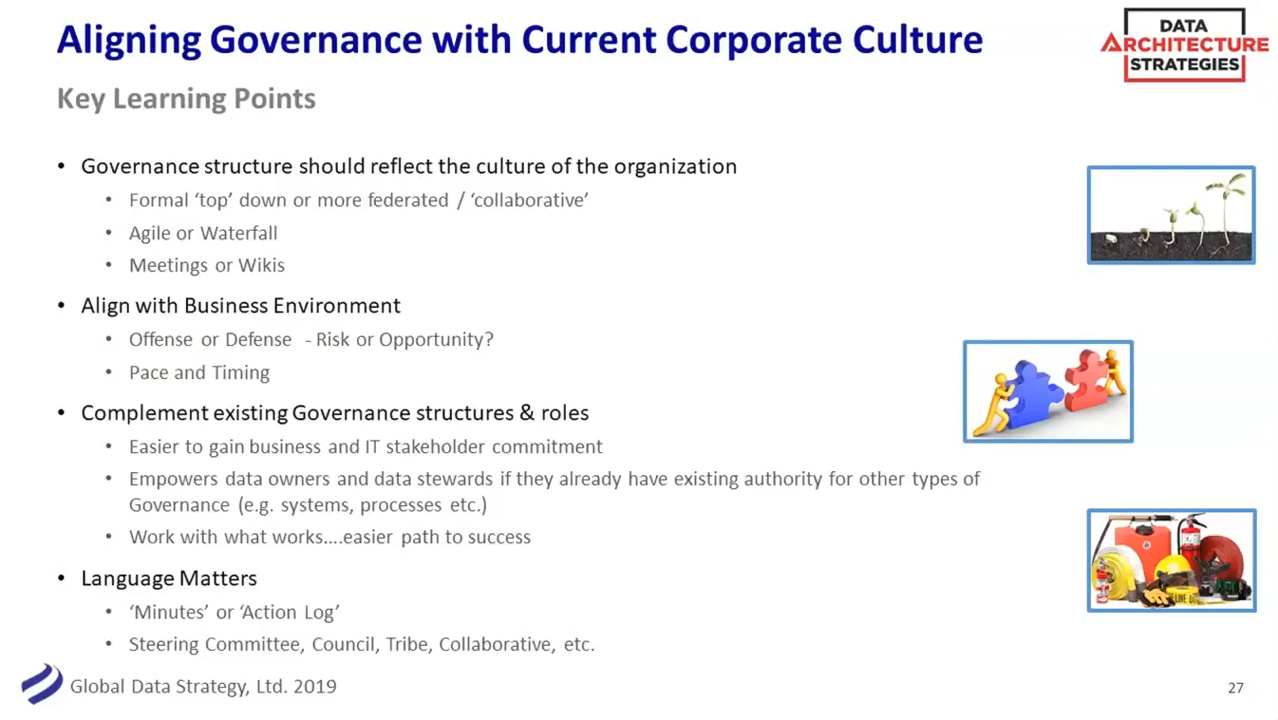 Aligning Governance with Current Corporate Culture
DATA
ARCHITECTURE
STRATEGIES
Key Learning Points
• Governance structure should reflect the culture of the organization
• Formal ‘top’ down or more federated / ‘collaborative’
• Agile or Waterfall
• Meetings or Wikis
• Align with Business Environment
• Offense or Defense - Risk or Opportunity?
• Pace and Timing
• Complement existing Governance structures & roles
• Easier to gain business and IT stakeholder commitment
• Empowers data owners and data stewards if they already have existing authority for other types of
Governance (e.g. systems, processes etc.)
• Work with what works….easier path to success
• Language Matters
• ‘Minutes’ or ‘Action Log’
• Steering Committee, Council, Tribe, Collaborative, etc.
Global Data Strategy, Ltd. 2019
27